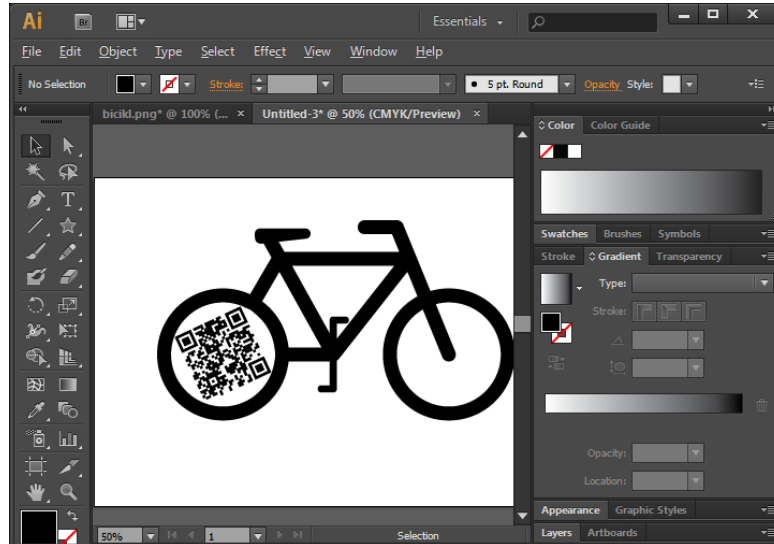 Ai Br Essentials
File Edit Object Type Select Effect View Window Help
No Selection Stroke: 5 pt. Round Opacity Style:
bicikl.png* @ 100% (... × Untitled-3* @ 50% (CMYK/Preview) ×
Color Color Guide
Swatches Brushes Symbols
Stroke Gradient Transparency
Type:
Stroke:
Opacity:
Location:
Appearance Graphic Styles
Layers Artboards
50% 1 Selection